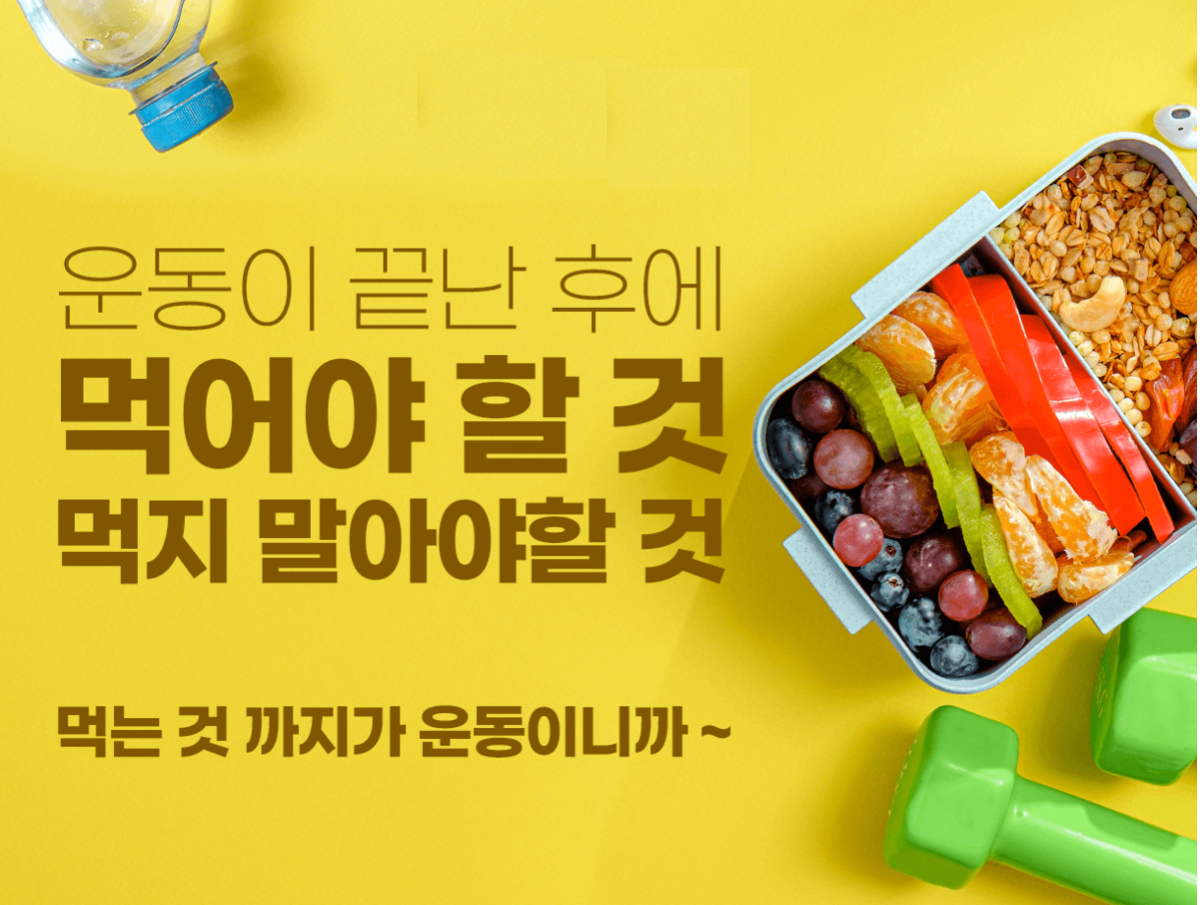 운동이 끝난 후에
먹어야 할 것
먹지 말아야할 것
먹는 것 까지가 운동이니까 ~